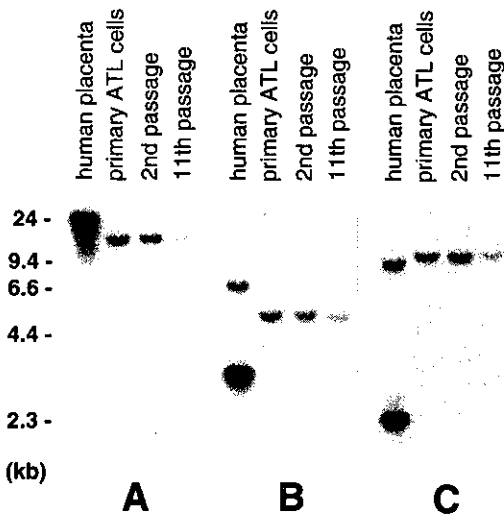 human placenta
primary ATL cells
2nd passage
11th passage
human placenta
primary ATL cells
2nd passage
11th passage
human placenta
primary ATL cells
2nd passage
11th passage
24 -
9.4 -
6.6 -
4.4 -
2.3 -
(kb)
A B C